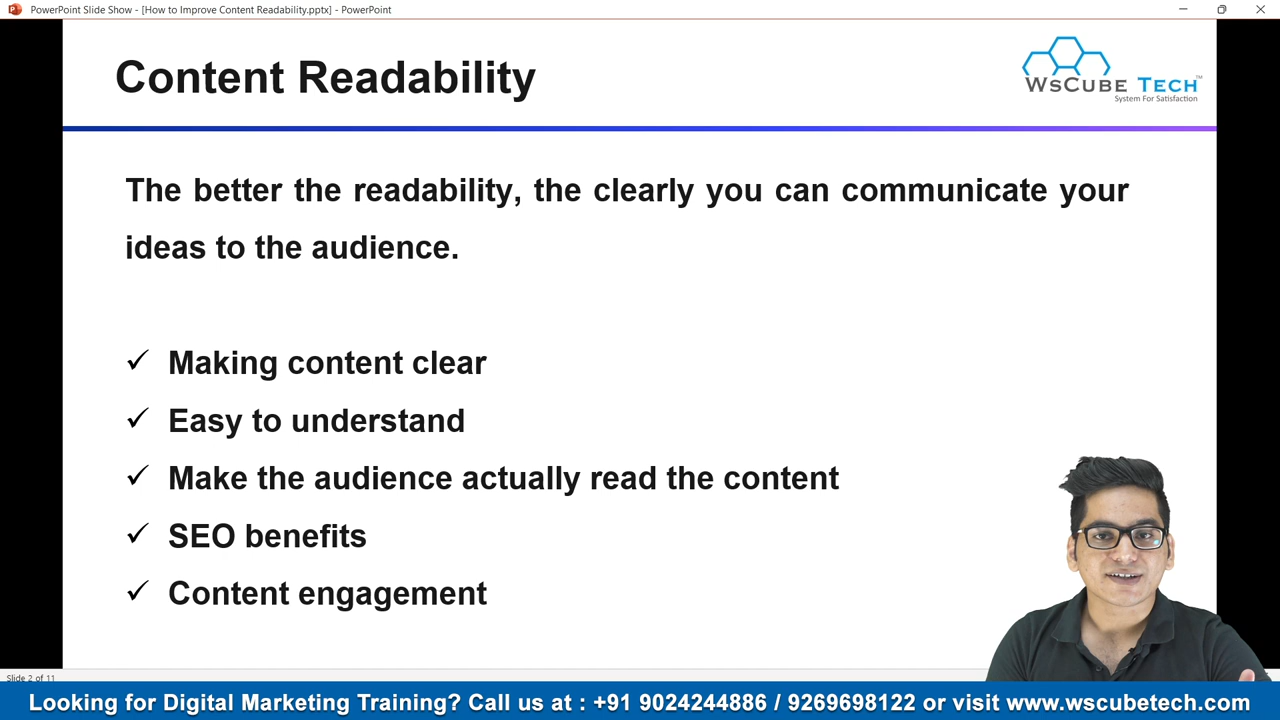 PowerPoint Slide Show - [How to Improve Content Readability.pptx] - PowerPoint
Content Readability
WsCube Tech™
System For Satisfaction
The better the readability, the clearly you can communicate your
ideas to the audience.
✓ Making content clear
✓ Easy to understand
✓ Make the audience actually read the content
✓ SEO benefits
✓ Content engagement
Slide 2 of 11
Looking for Digital Marketing Training? Call us at : +91 9024244886 / 9269698122 or visit www.wscubetech.com